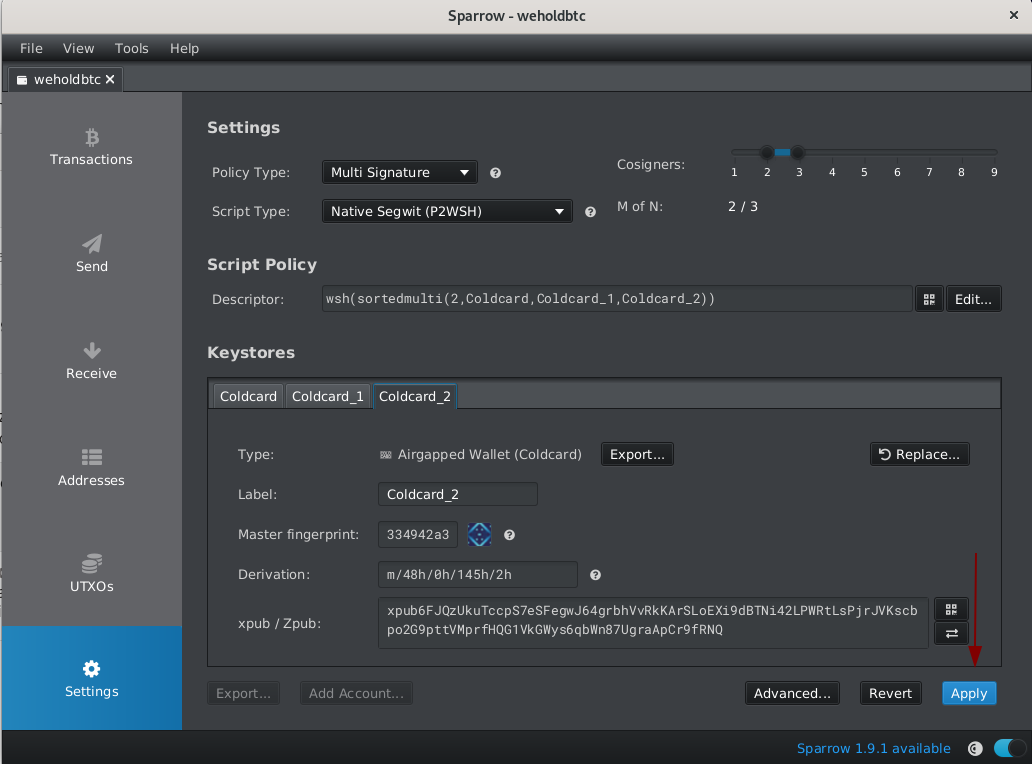 Sparrow - weholdbtc
File View Tools Help
weholdbtc
Transactions
Send
Receive
Addresses
UTXOs
Settings
Settings
Policy Type: Multi Signature
Cosigners:
1 2 3 4 5 6 7 8 9
Script Type: Native Segwit (P2WSH)
M of N: 2 / 3
Script Policy
Descriptor: wsh(sortedmulti(2,Coldcard,Coldcard_1,Coldcard_2)) Edit...
Keystores
Coldcard Coldcard_1 Coldcard_2
Type: Airgapped Wallet (Coldcard) Export... Replace...
Label: Coldcard_2
Master fingerprint: 334942a3
Derivation: m/48h/0h/145h/2h
xpub / Zpub: xpub6FJQzUkuTccpS7eSFegwJ64grbhVvRkKArSLoEXi9dBTNi42LPWRtLsPjrJVKscb
po2G9pttVMprfHQG1VkGWys6qbWn87UgraApCr9fRNQ
Export... Add Account... Advanced... Revert Apply
Sparrow 1.9.1 available